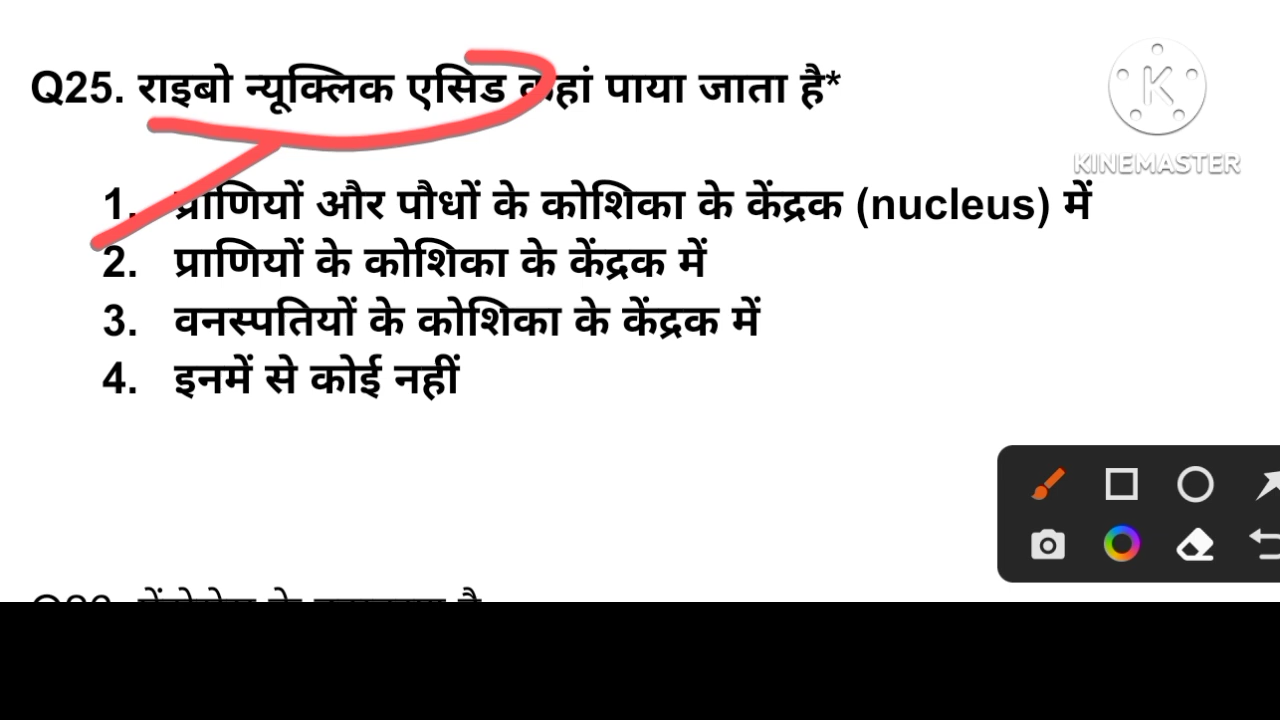 Q25. राइबो न्यूक्लिक एसिड कहां पाया जाता है*
KINEMASTER
1. प्राणियों और पौधों के कोशिका के केंद्रक (nucleus) में
2. प्राणियों के कोशिका के केंद्रक में
3. वनस्पतियों के कोशिका के केंद्रक में
4. इनमें से कोई नहीं